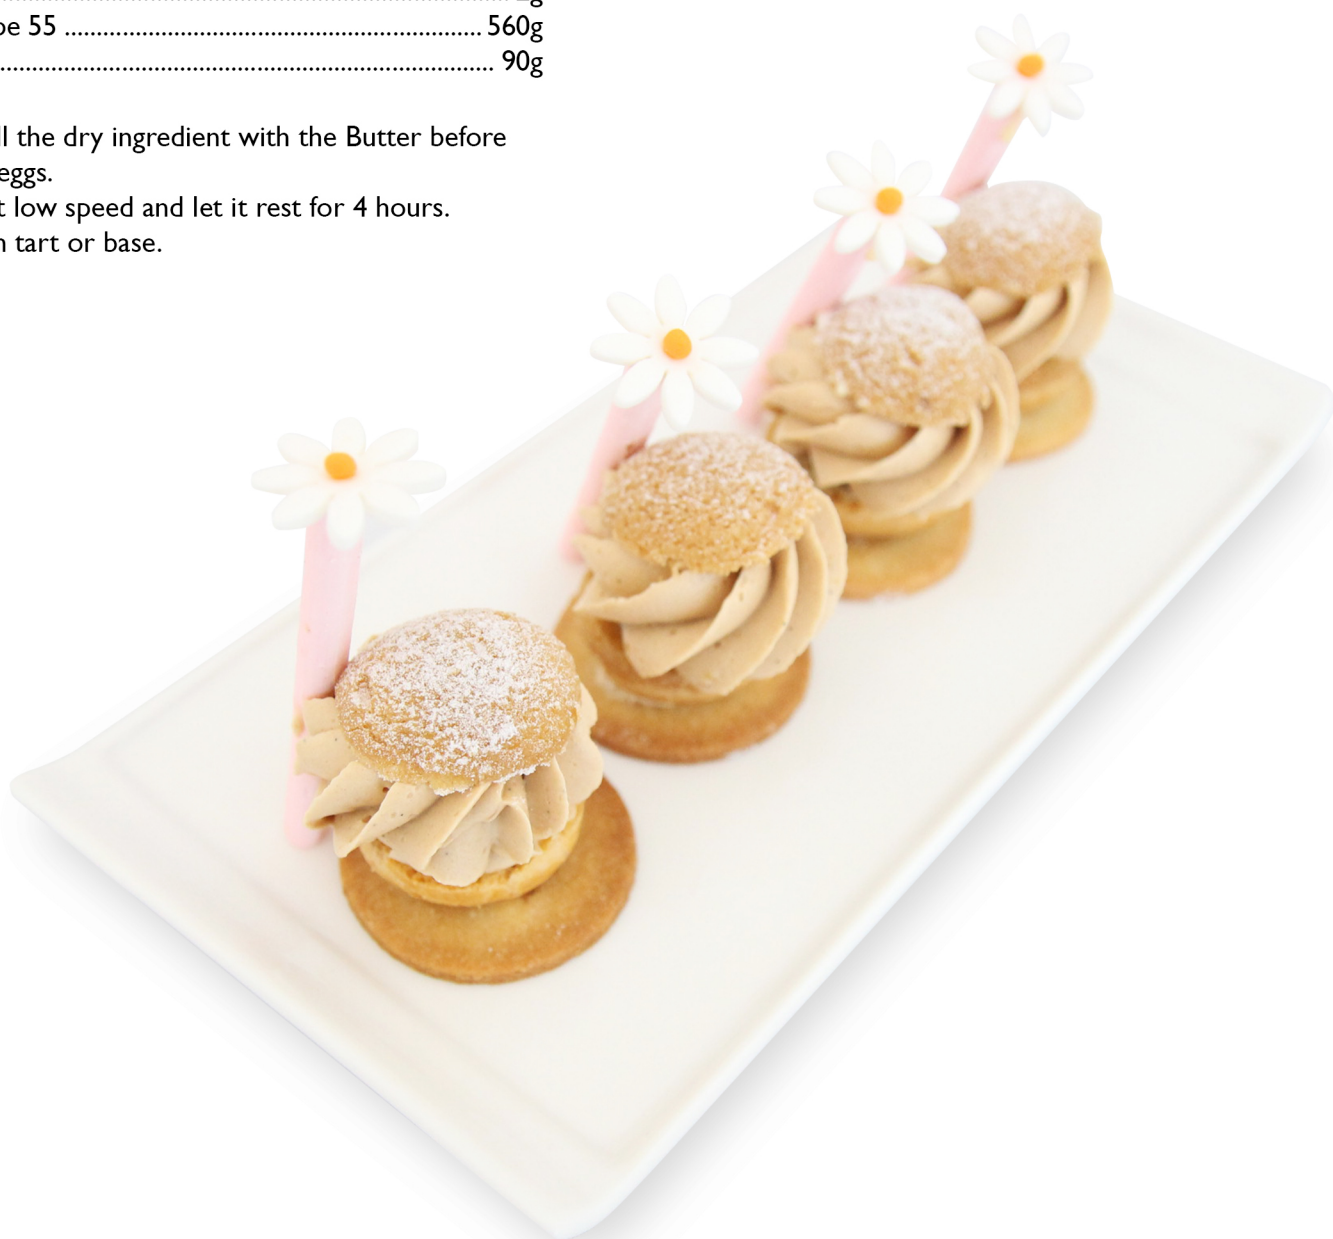 pe 55 ........................................................................................ 560g
........................................................................................ 90g
ll the dry ingredient with the Butter before
eggs.
t low speed and let it rest for 4 hours.
n tart or base.